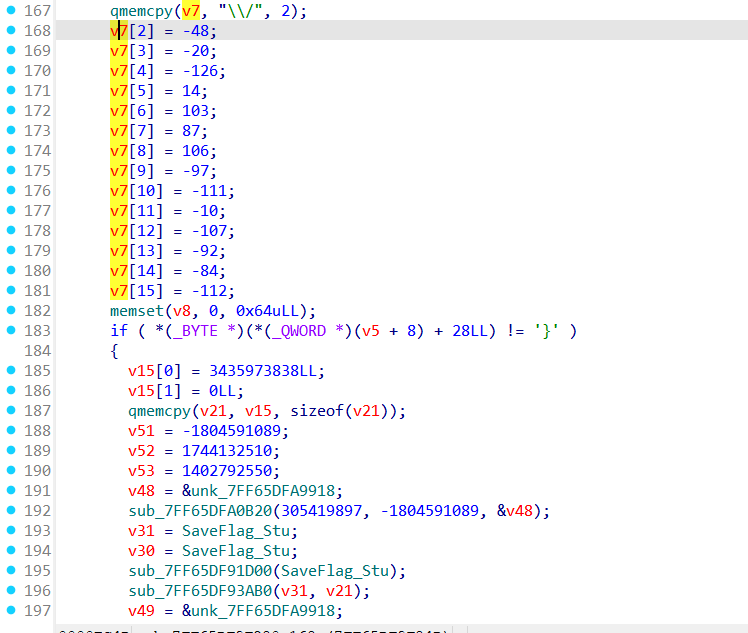 167 qmemcpy(v7, "\\/", 2);
168 v7[2] = -48;
169 v7[3] = -20;
170 v7[4] = -126;
171 v7[5] = 14;
172 v7[6] = 103;
173 v7[7] = 87;
174 v7[8] = 106;
175 v7[9] = -97;
176 v7[10] = -111;
177 v7[11] = -10;
178 v7[12] = -107;
179 v7[13] = -92;
180 v7[14] = -84;
181 v7[15] = -112;
182 memset(v8, 0, 0x64uLL);
183 if ( *(_BYTE *)(*(_QWORD *)(v5 + 8) + 28LL) != '}' )
184 {
185 v15[0] = 3435973838LL;
186 v15[1] = 0LL;
187 qmemcpy(v21, v15, sizeof(v21));
188 v51 = -1804591089;
189 v52 = 1744132510;
190 v53 = 1402792550;
191 v48 = &unk_7FF65DFA9918;
192 sub_7FF65DFA0B20(305419897, -1804591089, &v48);
193 v31 = SaveFlag_Stu;
194 v30 = SaveFlag_Stu;
195 sub_7FF65DF91D00(SaveFlag_Stu);
196 sub_7FF65DF93AB0(v31, v21);
197 v49 = &unk_7FF65DFA9918;